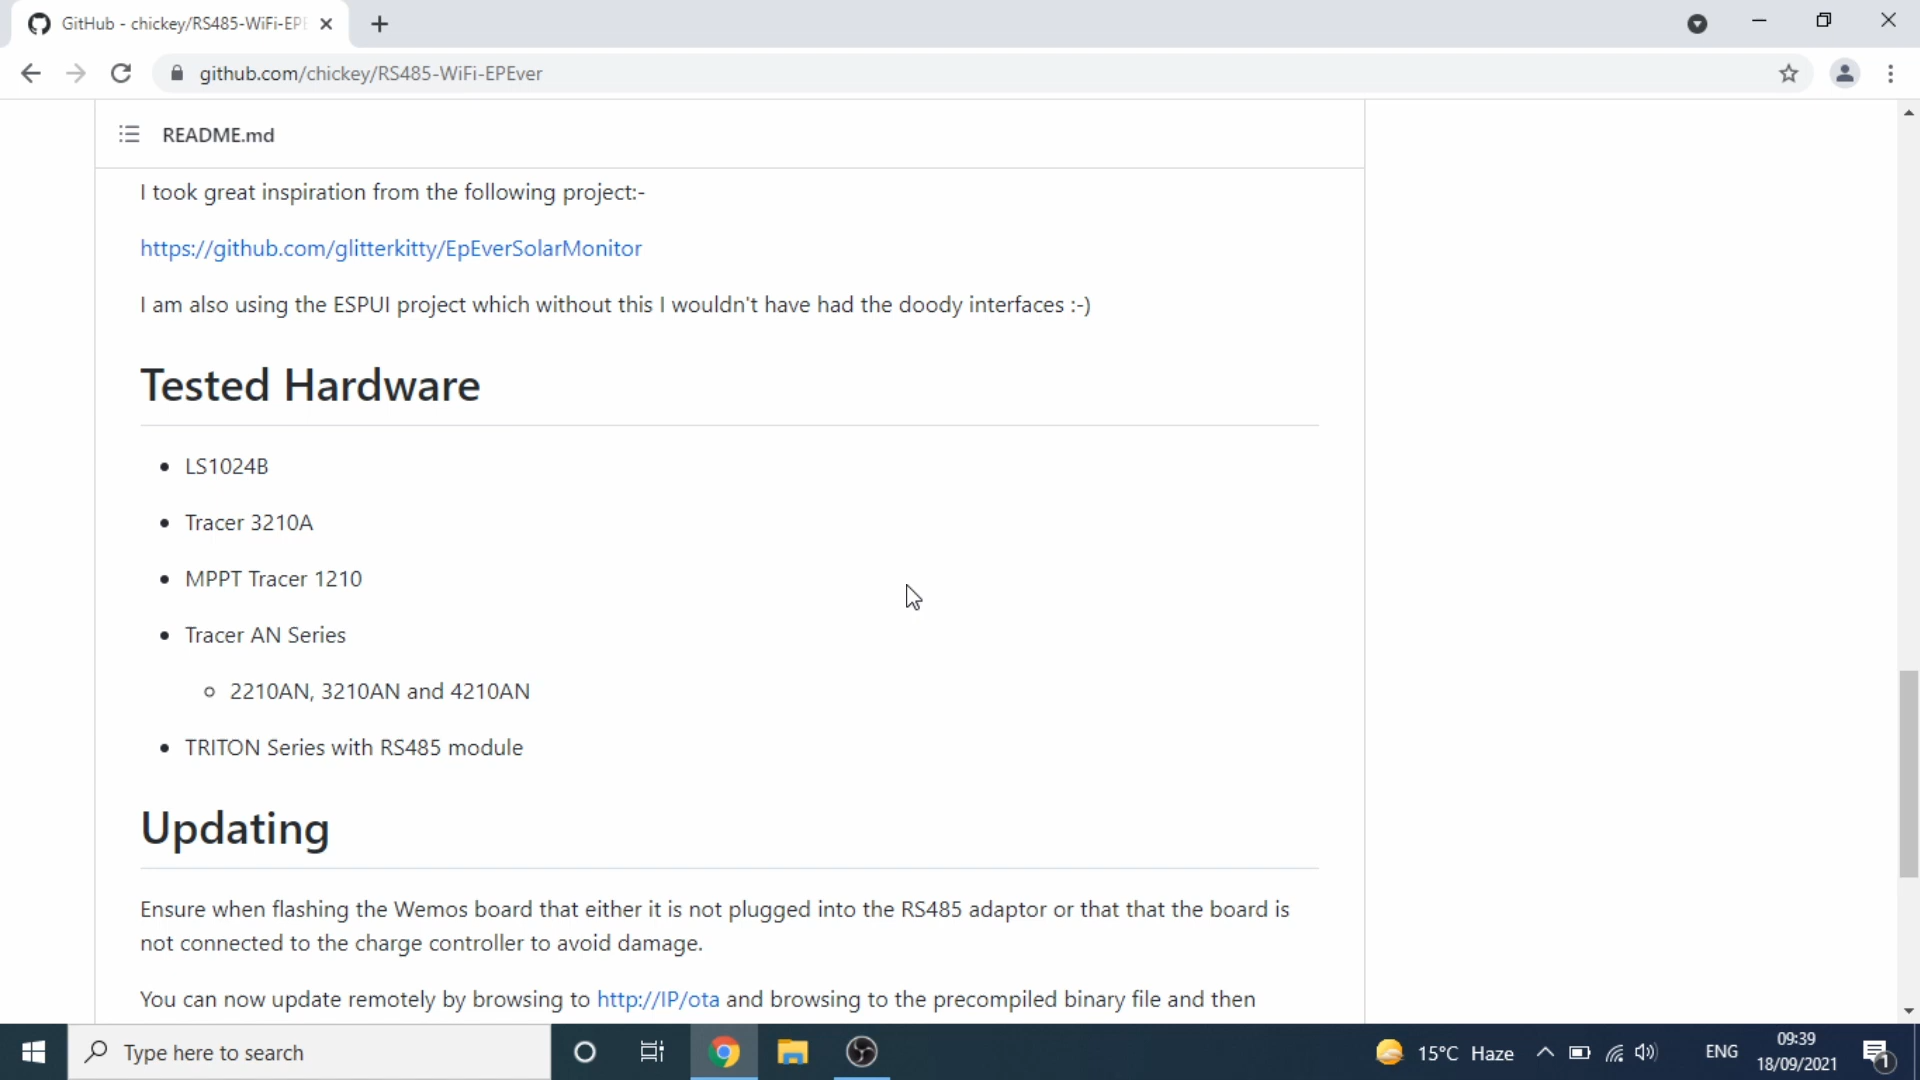 GitHub - chickey/RS485-WiFi-EPE
github.com/chickey/RS485-WiFi-EPEver
README.md
I took great inspiration from the following project:-
https://github.com/glitterkitty/EpEverSolarMonitor
I am also using the ESPUI project which without this I wouldn't have had the doody interfaces :-)
Tested Hardware
LS1024B
Tracer 3210A
MPPT Tracer 1210
Tracer AN Series
2210AN, 3210AN and 4210AN
TRITON Series with RS485 module
Updating
Ensure when flashing the Wemos board that either it is not plugged into the RS485 adaptor or that that the board is
not connected to the charge controller to avoid damage.
You can now update remotely by browsing to http://IP/ota and browsing to the precompiled binary file and then
Type here to search
15°C Haze
ENG
09:39
18/09/2021
1